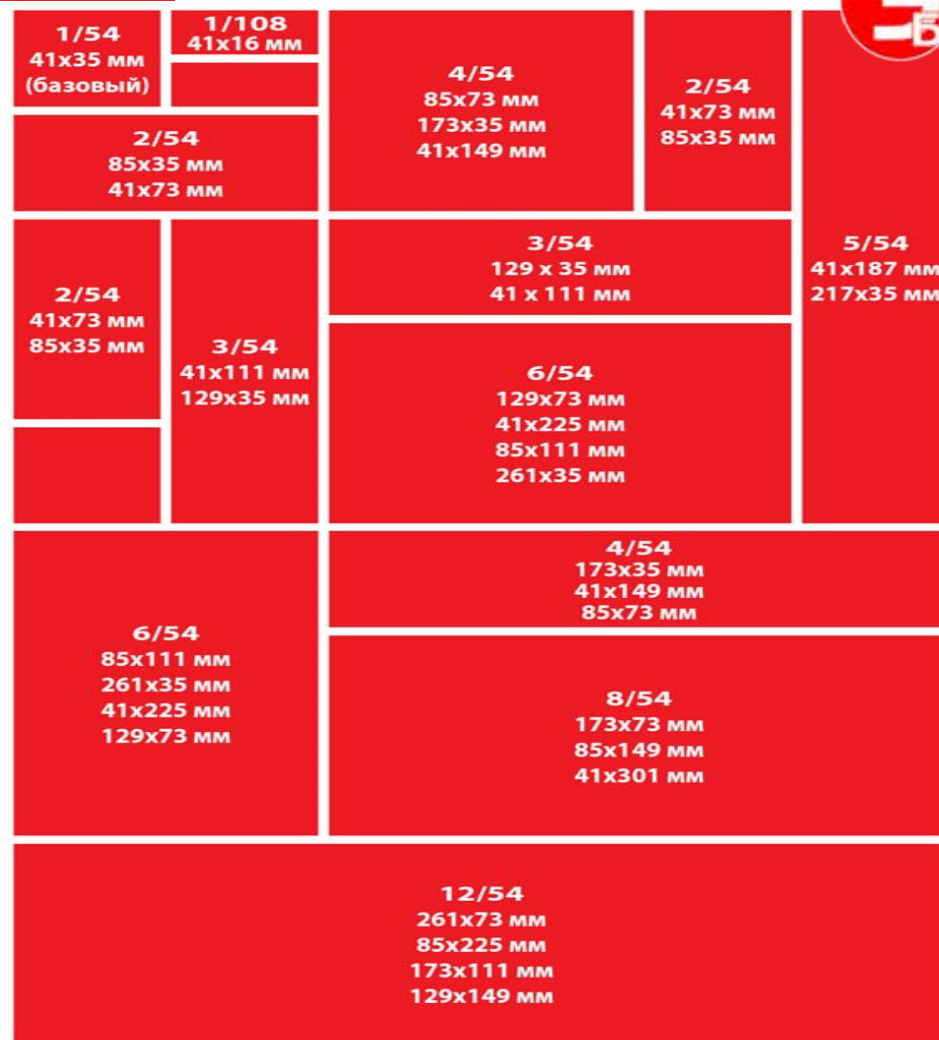 1/54
41x35 мм
(базовый)
1/108
41x16 мм
4/54
85x73 мм
173x35 мм
41x149 мм
2/54
41x73 мм
85x35 мм
2/54
85x35 мм
41x73 мм
2/54
41x73 мм
85x35 мм
3/54
41x111 мм
129x35 мм
3/54
129 x 35 мм
41 x 111 мм
5/54
41x187 мм
217x35 мм
6/54
129x73 мм
41x225 мм
85x111 мм
261x35 мм
6/54
85x111 мм
261x35 мм
41x225 мм
129x73 мм
4/54
173x35 мм
41x149 мм
85x73 мм
8/54
173x73 мм
85x149 мм
41x301 мм
12/54
261x73 мм
85x225 мм
173x111 мм
129x149 мм